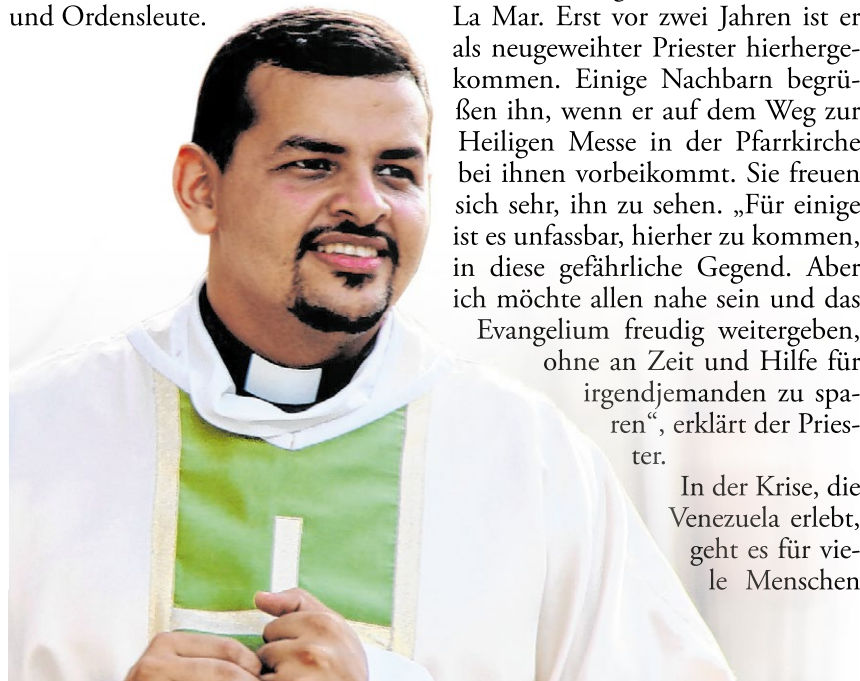 und Ordensleute.
La Mar. Erst vor zwei Jahren ist er
als neugeweihter Priester hierherge-
kommen. Einige Nachbarn begrü-
ßen ihn, wenn er auf dem Weg zur
Heiligen Messe in der Pfarrkirche
bei ihnen vorbeikommt. Sie freuen
sich sehr, ihn zu sehen. „Für einige
ist es unfassbar, hierher zu kommen,
in diese gefährliche Gegend. Aber
ich möchte allen nahe sein und das
Evangelium freudig weitergeben,
ohne an Zeit und Hilfe für
irgendjemanden zu spa-
ren“, erklärt der Pries-
ter.
In der Krise, die
Venezuela erlebt,
geht es für vie-
le Menschen